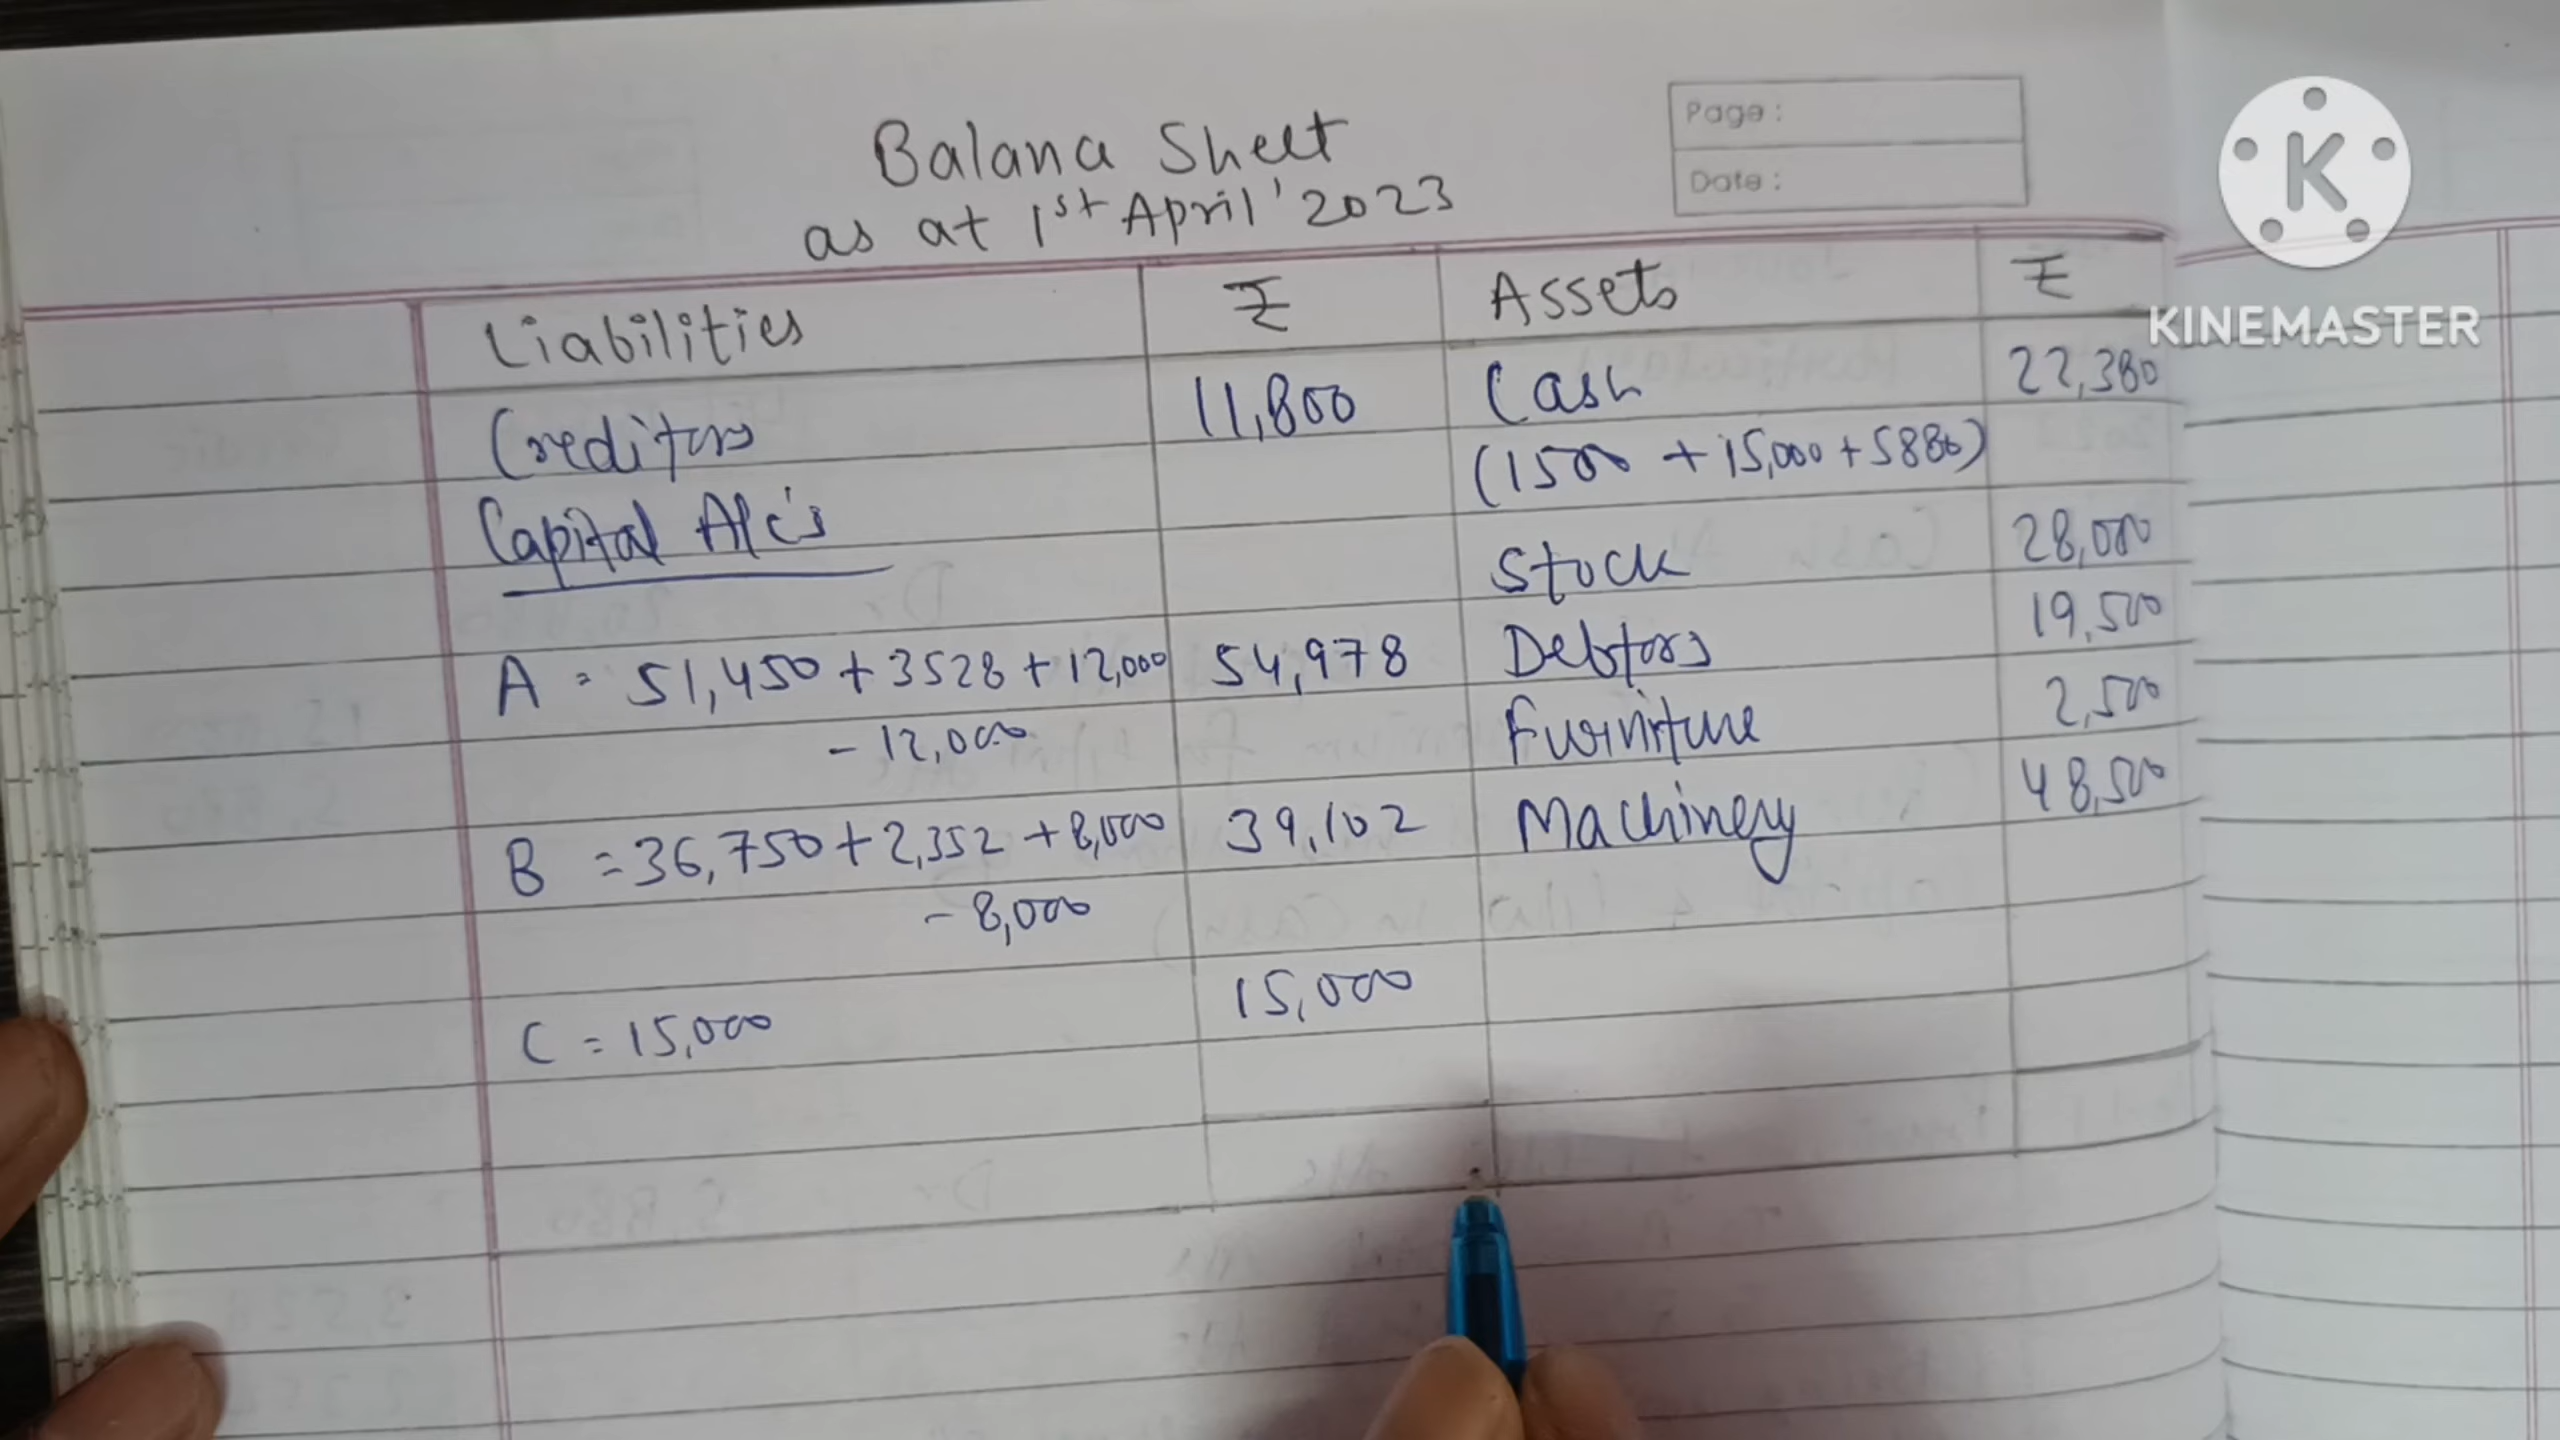 Balance Sheet
as at 1st April' 2023
Page :
Date :
KINEMASTER
Liabilities ₹ Assets ₹
Creditors 11,800 Cash 22,380
(1500 + 15,000 + 5880)
Capital A/c's
Stock 28,000
A = 51,450 + 3528 + 12,000 54,978 Debtors 19,500
- 12,000 Furniture 2,500
B = 36,750 + 2,352 + 8,000 39,102 Machinery 48,500
- 8,000
C = 15,000 15,000